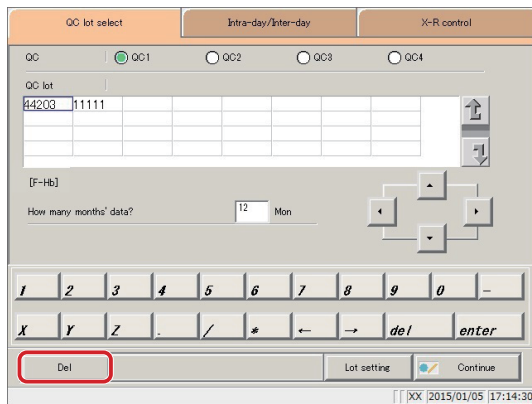 QC lot select Intra-day/Inter-day X-R control
QC QC1 QC2 QC3 QC4
QC lot
44203 11111
[F-Hb]
How many months' data? 12 Mon
1 2 3 4 5 6 7 8 9 0 -
X Y Z . / * ← → del enter
Del Lot setting Continue
XX 2015/01/05 17:14:30